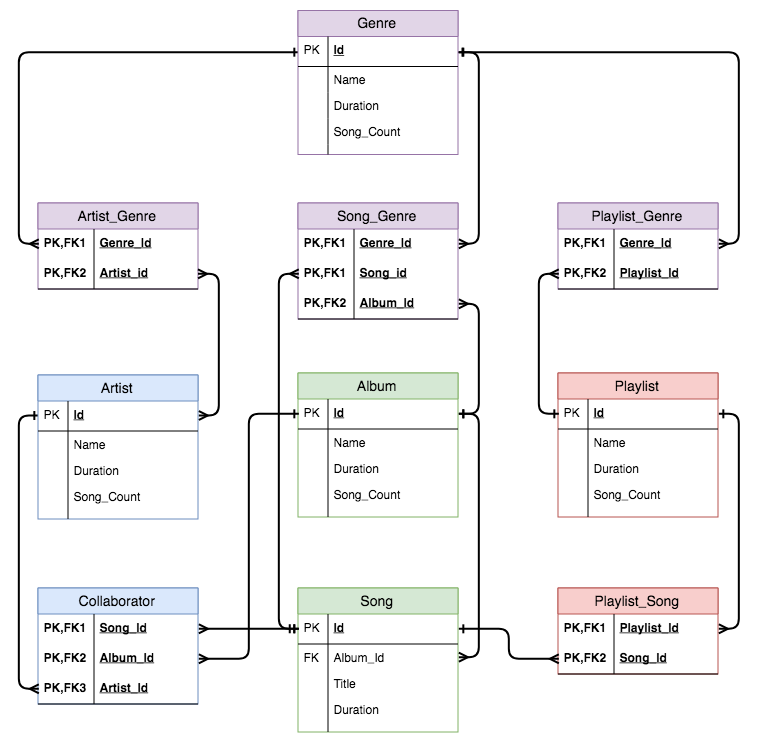 Genre
PK Id
Name
Duration
Song_Count
Artist_Genre
PK,FK1 Genre_Id
PK,FK2 Artist_id
Song_Genre
PK,FK1 Genre_Id
PK,FK1 Song_id
PK,FK2 Album_Id
Playlist_Genre
PK,FK1 Genre_Id
PK,FK2 Playlist_Id
Artist
PK Id
Name
Duration
Song_Count
Album
PK Id
Name
Duration
Song_Count
Playlist
PK Id
Name
Duration
Song_Count
Collaborator
PK,FK1 Song_Id
PK,FK2 Album_Id
PK,FK3 Artist_Id
Song
PK Id
FK Album_Id
Title
Duration
Playlist_Song
PK,FK1 Playlist_Id
PK,FK2 Song_Id